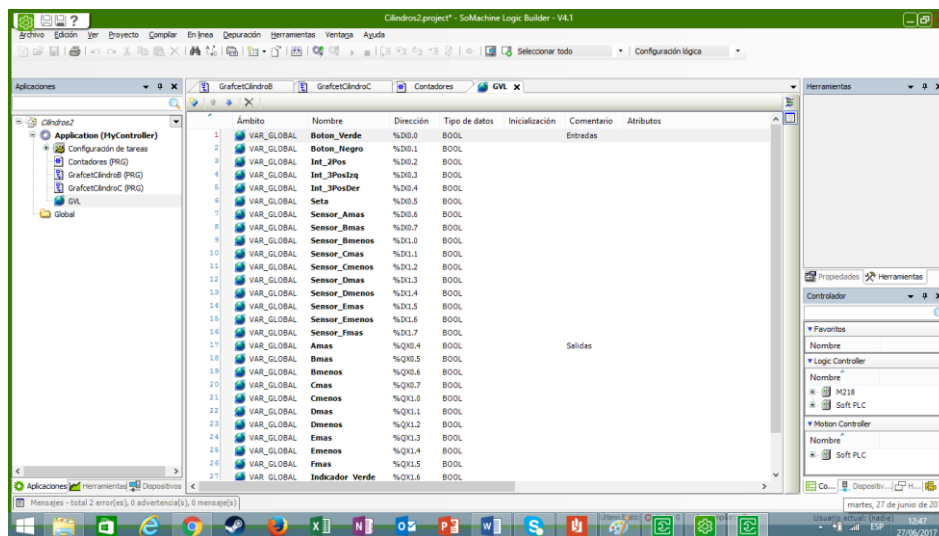 Cilindros2.project* - SoMachine Logic Builder - V4.1
Archivo Edición Ver Proyecto Compilar En línea Depuración Herramientas Ventana Ayuda
Seleccionar todo Configuración lógica
Aplicaciones
GrafcetCilindroB GrafcetCilindroC Contadores GVL
Herramientas
Cilindros2
Application (MyController)
Configuración de tareas
Contadores (PRG)
GrafcetCilindroB (PRG)
GrafcetCilindroC (PRG)
GVL
Global
Ámbito Nombre Dirección Tipo de datos Inicialización Comentario Atributos
1 VAR_GLOBAL Boton_Verde %IX0.0 BOOL Entradas
2 VAR_GLOBAL Boton_Negro %IX0.1 BOOL
3 VAR_GLOBAL Int_2Pos %IX0.2 BOOL
4 VAR_GLOBAL Int_3PosIzq %IX0.3 BOOL
5 VAR_GLOBAL Int_3PosDer %IX0.4 BOOL
6 VAR_GLOBAL Seta %IX0.5 BOOL
7 VAR_GLOBAL Sensor_Amas %IX0.6 BOOL
8 VAR_GLOBAL Sensor_Bmas %IX0.7 BOOL
9 VAR_GLOBAL Sensor_Bmenos %IX1.0 BOOL
10 VAR_GLOBAL Sensor_Cmas %IX1.1 BOOL
11 VAR_GLOBAL Sensor_Cmenos %IX1.2 BOOL
12 VAR_GLOBAL Sensor_Dmas %IX1.3 BOOL
13 VAR_GLOBAL Sensor_Dmenos %IX1.4 BOOL
14 VAR_GLOBAL Sensor_Emas %IX1.5 BOOL
15 VAR_GLOBAL Sensor_Emenos %IX1.6 BOOL
16 VAR_GLOBAL Sensor_Fmas %IX1.7 BOOL
17 VAR_GLOBAL Amas %QX0.4 BOOL Salidas
18 VAR_GLOBAL Bmas %QX0.5 BOOL
19 VAR_GLOBAL Bmenos %QX0.6 BOOL
20 VAR_GLOBAL Cmas %QX0.7 BOOL
21 VAR_GLOBAL Cmenos %QX1.0 BOOL
22 VAR_GLOBAL Dmas %QX1.1 BOOL
23 VAR_GLOBAL Dmenos %QX1.2 BOOL
24 VAR_GLOBAL Emas %QX1.3 BOOL
25 VAR_GLOBAL Emenos %QX1.4 BOOL
26 VAR_GLOBAL Fmas %QX1.5 BOOL
27 VAR_GLOBAL Indicador_Verde %QX1.6 BOOL
Propiedades Herramientas
Controlador
Favoritos
Nombre
Logic Controller
Nombre
M218
Soft PLC
Motion Controller
Nombre
Soft PLC
Aplicaciones Herramientas Dispositivos
Co... Dispositiv... H...
Mensajes - total 2 error(es), 0 advertencia(s), 0 mensaje(s)
martes, 27 de junio de 20
Usuario actual: (nadie)
ESP 12:47
27/06/2017